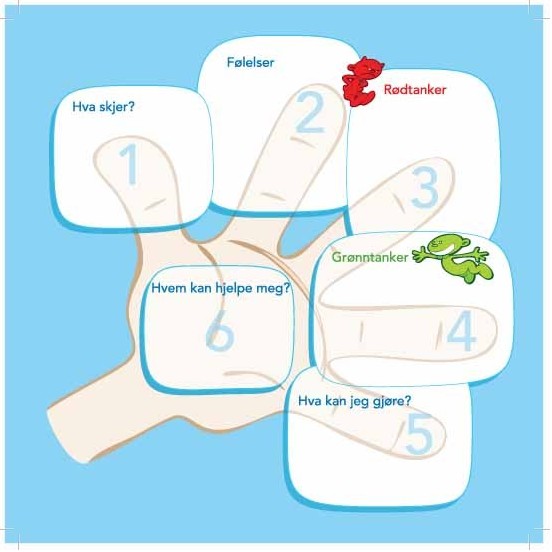 Hva skjer?
1
Følelser
2
Rødtanker
3
Grønntanker
4
Hva kan jeg gjøre?
5
Hvem kan hjelpe meg?
6